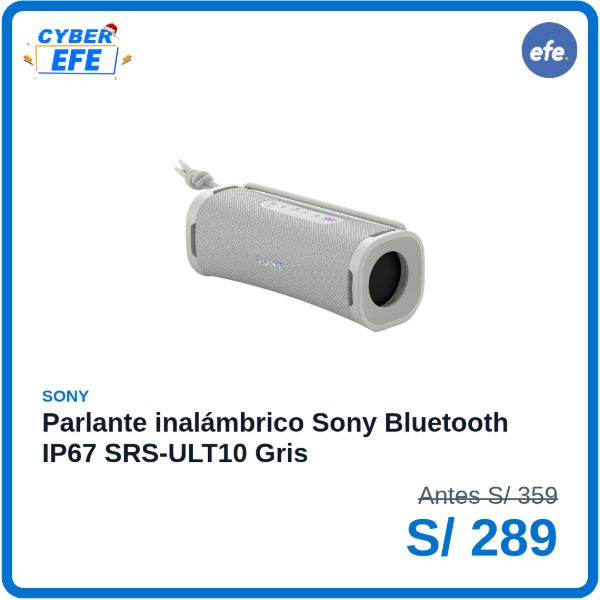 CYBER
EFE
efe.
SONY
SONY
Parlante inalámbrico Sony Bluetooth
IP67 SRS-ULT10 Gris
Antes S/ 359
S/ 289